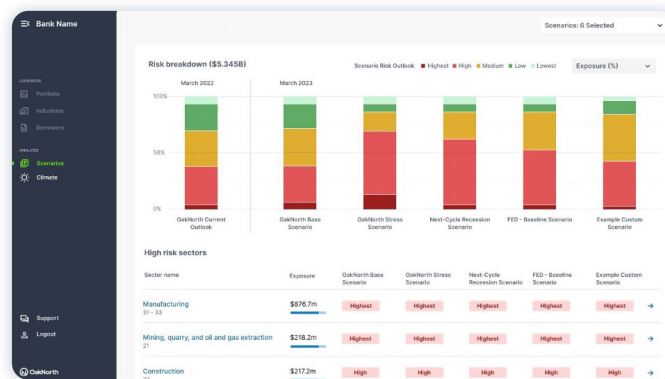 Bank Name
Scenarios: 6 Selected
LOANBOOK
Portfolio
Industries
Borrowers
ANALYSIS
Scenarios
Climate
Support
Logout
OakNorth
Risk breakdown ($5.345B)
Scenario Risk Outlook Highest High Medium Low Lowest
Exposure (%)
March 2022 March 2023
100%
50%
0%
OakNorth Current Outlook
OakNorth Base Scenario
OakNorth Stress Scenario
Next-Cycle Recession Scenario
FED - Baseline Scenario
Example Custom Scenario
High risk sectors
Sector name Exposure OakNorth Base Scenario OakNorth Stress Scenario Next-Cycle Recession Scenario FED - Baseline Scenario Example Custom Scenario
Manufacturing $876.7m Highest Highest Highest Highest Highest
31 - 33
Mining, quarry, and oil and gas extraction $218.2m Highest Highest Highest Highest Highest
21
Construction $217.2m High High High High High